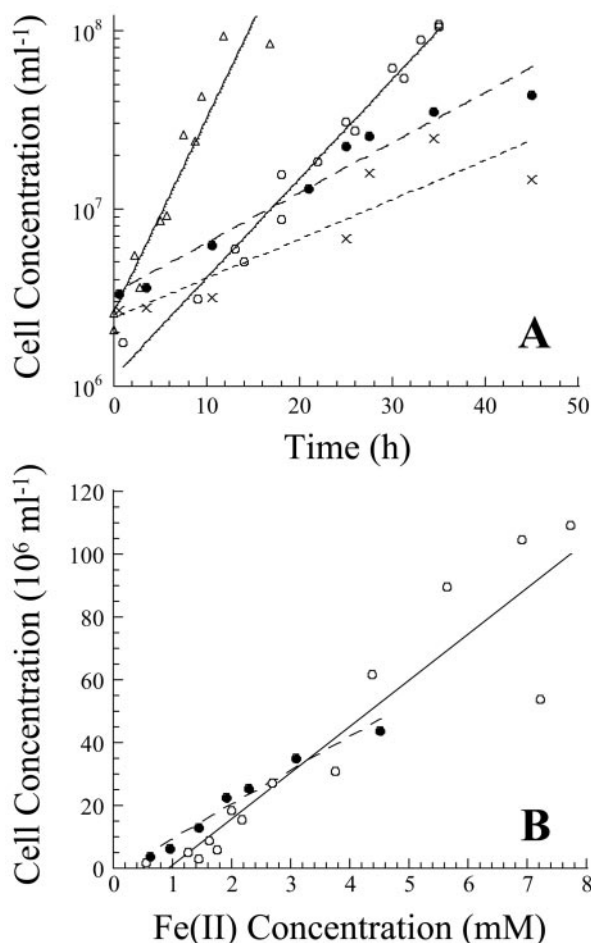 Cell Concentration (ml⁻¹)
10⁸
10⁷
10⁶
A
0 10 20 30 40 50
Time (h)
Cell Concentration (10⁶ ml⁻¹)
120
100
80
60
40
20
0
B
0 1 2 3 4 5 6 7 8
Fe(II) Concentration (mM)